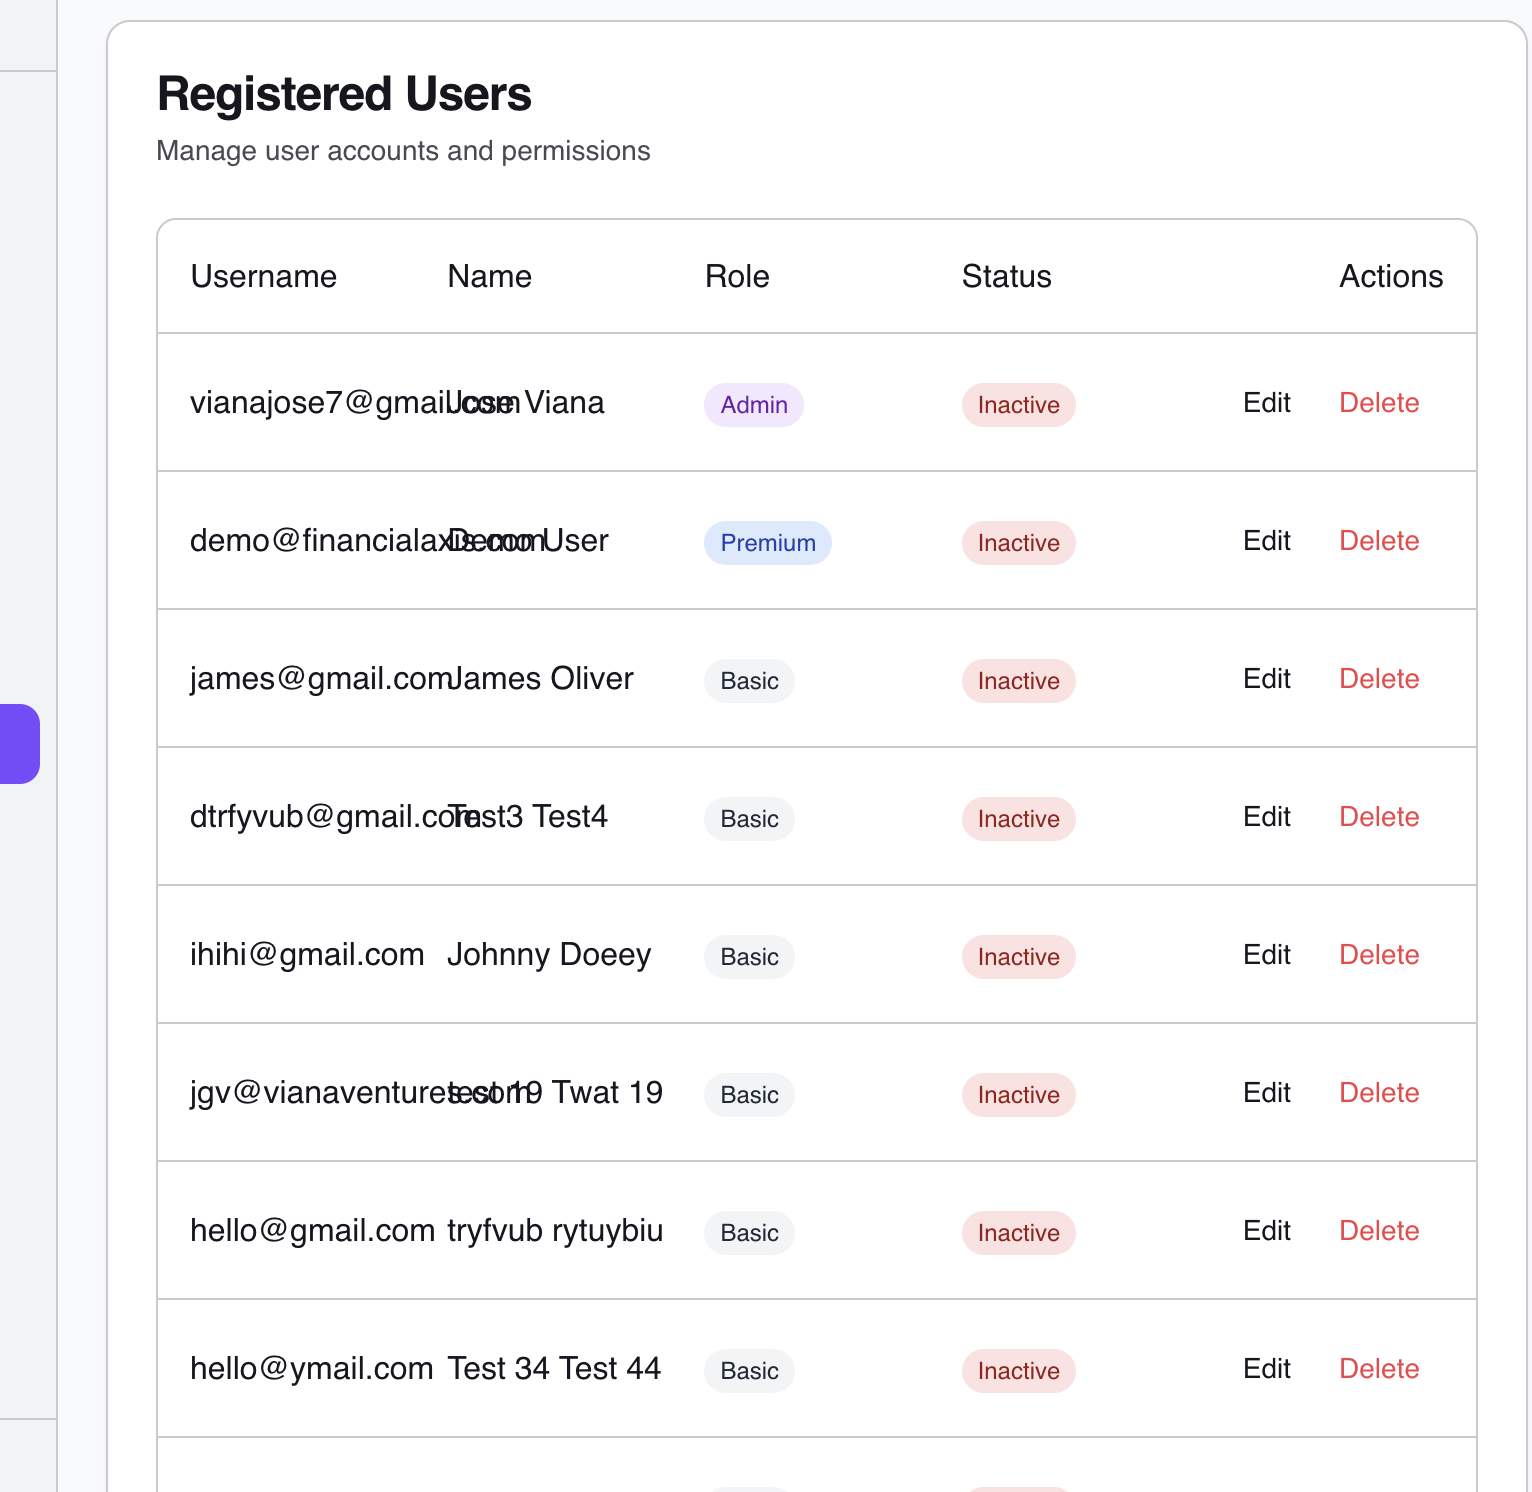 Registered Users
Manage user accounts and permissions
Username Name Role Status Actions
vianajose7@gmail.com Jose Viana Admin Inactive Edit Delete
demo@financialaxis.com Demo User Premium Inactive Edit Delete
james@gmail.com James Oliver Basic Inactive Edit Delete
dtrfyvub@gmail.com Test3 Test4 Basic Inactive Edit Delete
ihihi@gmail.com Johnny Doeey Basic Inactive Edit Delete
jgv@vianaventures.com test 19 Twat 19 Basic Inactive Edit Delete
hello@gmail.com tryfvub rytuybiu Basic Inactive Edit Delete
hello@ymail.com Test 34 Test 44 Basic Inactive Edit Delete